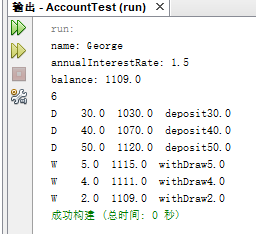 输出 - AccountTest (run)
run:
name: George
annualInterestRate: 1.5
balance: 1109.0
6
D    30.0  1030.0  deposit30.0
D    40.0  1070.0  deposit40.0
D    50.0  1120.0  deposit50.0
W    5.0  1115.0  withDraw5.0
W    4.0  1111.0  withDraw4.0
W    2.0  1109.0  withDraw2.0
成功构建 (总时间: 0 秒)